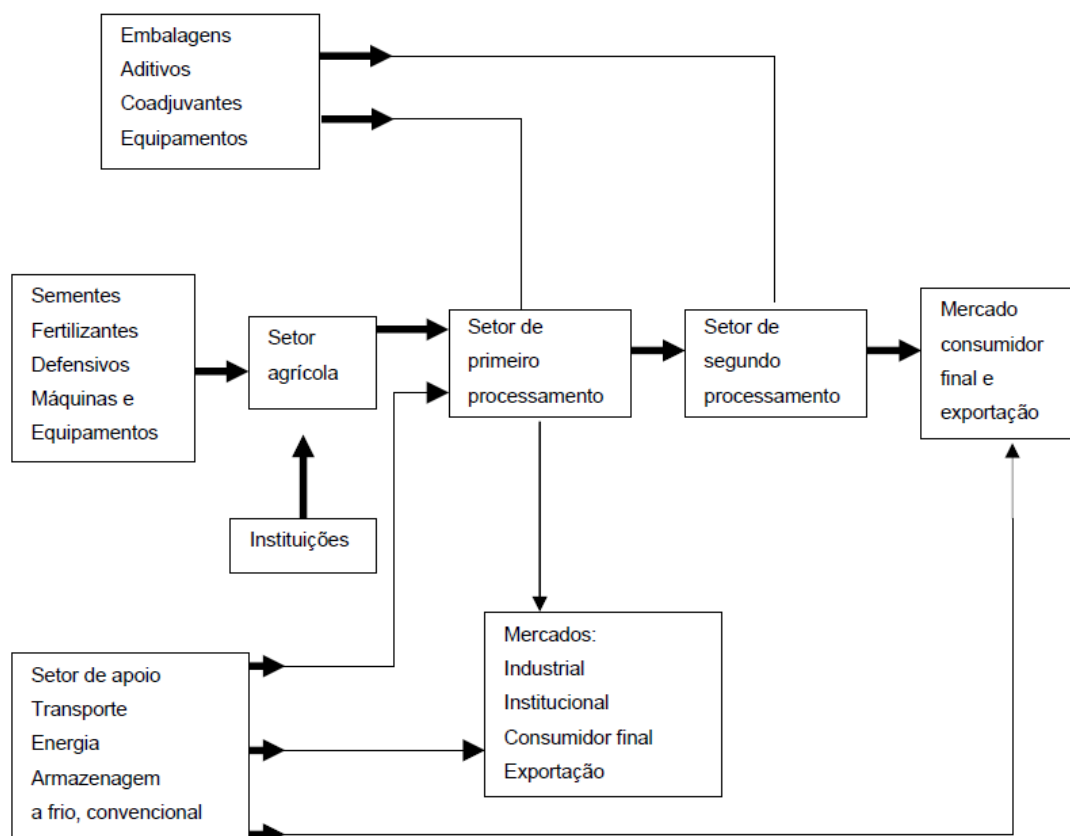 Embalagens
Aditivos
Coadjuvantes
Equipamentos
Sementes
Fertilizantes
Defensivos
Máquinas e
Equipamentos
Setor
agrícola
Setor de
primeiro
processamento
Setor de
segundo
processamento
Mercado
consumidor
final e
exportação
Instituições
Setor de apoio
Transporte
Energia
Armazenagem
a frio, convencional
Mercados:
Industrial
Institucional
Consumidor final
Exportação